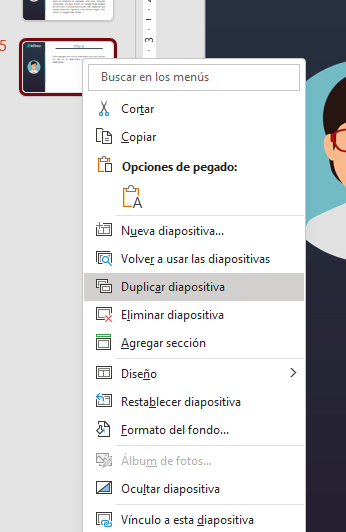 5
Buscar en los menús
Cortar
Copiar
Opciones de pegado:
A
Nueva diapositiva...
Volver a usar las diapositivas
Duplicar diapositiva
Eliminar diapositiva
Agregar sección
Diseño
Restablecer diapositiva
Formato del fondo...
Álbum de fotos...
Ocultar diapositiva
Vínculo a esta diapositiva